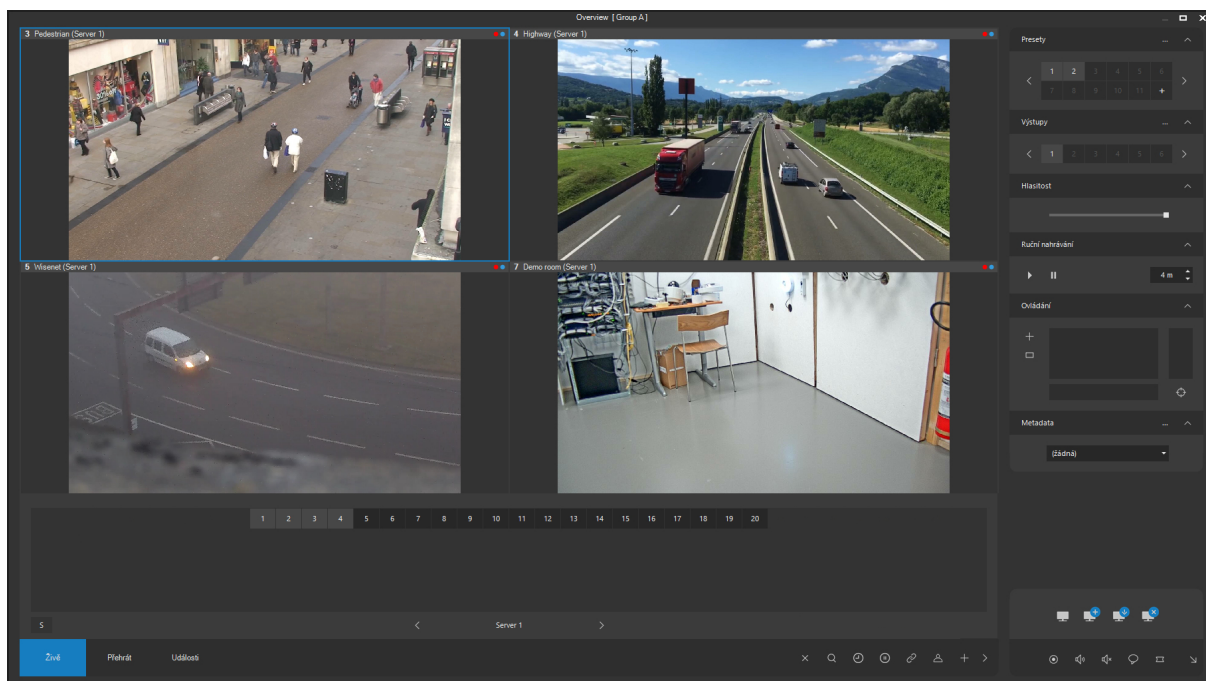 Overview [ Group A ]
3 Pedestrian (Server 1)
4 Highway (Server 1)
5 Wisenet (Server 1)
7 Demo room (Server 1)
1 2 3 4 5 6 7 8 9 10 11 12 13 14 15 16 17 18 19 20
S
Server 1
Živě
Přehrát
Události
Presety
1 2 3 4 5 6
7 8 9 10 11 +
Výstupy
1 2 3 4 5 6
Hlasitost
Ruční nahrávání
4 m
Ovládání
Metadata
(žádná)